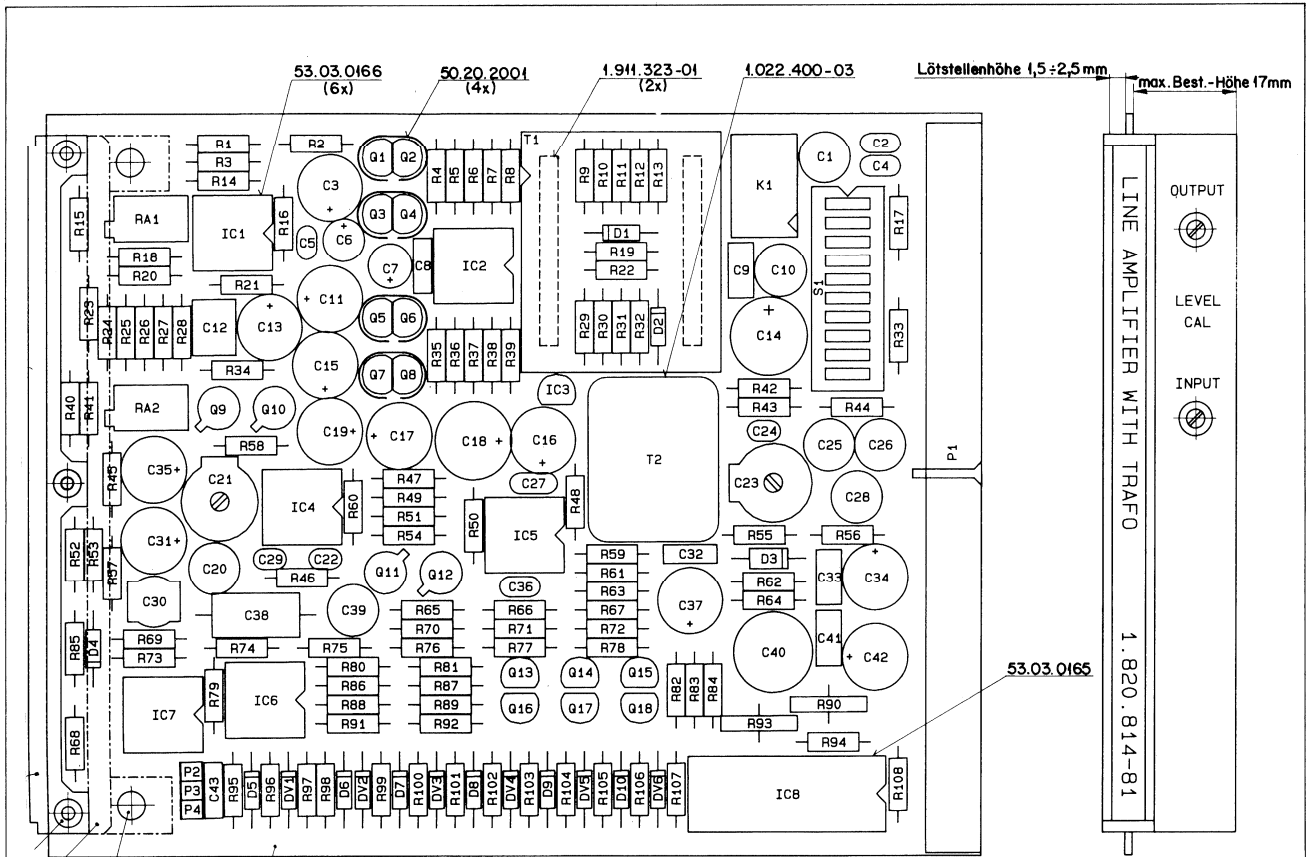 53.03.0166
(6x)
50.20.2001
(4x)
1.911.323-01
(2x)
1.022.400-03
Lötstellenhöhe 1,5÷2,5mm
max. Best.-Höhe 17mm
R1
R2
R3
R14
Q1 Q2
C3
R4 R5 R6 R7 R8
T1
R9 R10 R11 R12 R13
K1
C1
C2
C4
R15
RA1
IC1
R16
C5
C6
Q3 Q4
C7
C8
IC2
D1
R19
R22
C9
C10
S1
R17
R18
R20
R21
R23
R24 R25 R26 R27 R28
C12
C13
C11
Q5 Q6
R29 R30 R31 R32 D2
C14
R33
R34
C15
Q7 Q8
R35 R36 R37 R38 R39
IC3
R40 R41
RA2
Q9
Q10
R42
R43
R44
C19
C17
C18
C16
T2
C24
C25
C26
R58
R45
C35
C21
IC4
R60
R47
R49
R51
R54
R50
C27
R48
IC5
C23
C28
P1
R52 R53
R57
C31
C20
C29
C22
R46
Q11
Q12
C36
R59
R61
R63
R67
R72
R78
C32
R55
R56
D3
R62
R64
C33
C34
C30
C38
C39
R65
R70
R76
R66
R71
R77
C37
R85
D4
R69
R73
R74
R75
C40
C41
C42
R80
R86
R88
R91
R81
R87
R89
R92
Q13 Q14 Q15
Q16 Q17 Q18
R82 R83 R84
R68
IC7
R79
IC6
R93
R90
R94
53.03.0165
P2
P3
P4
C43 R95 D5 R96 DV1 R97 R98 D6 DV2 R99 D7 R100 DV3 R101 D8 R102 DV4 R103 D9 R104 DV5 R105 D10 R106 DV6 R107
IC8
R108
LINE AMPLIFIER WITH TRAFO 1.820.814-81
OUTPUT
LEVEL
CAL
INPUT